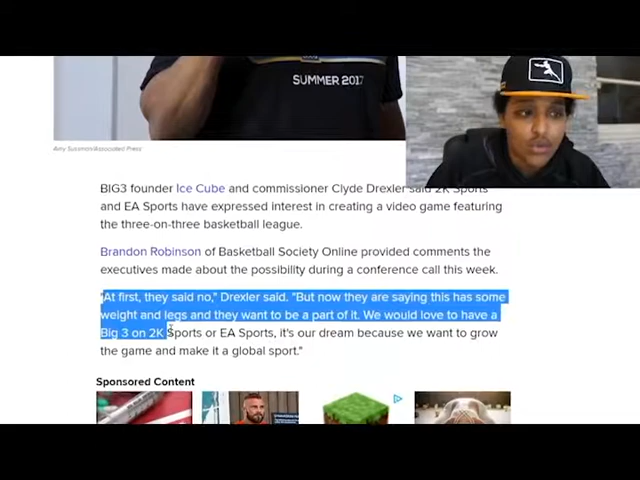 SUMMER 2017
Amy Sussman/Associated Press
BIG3 founder Ice Cube and commissioner Clyde Drexler said 2K Sports
and EA Sports have expressed interest in creating a video game featuring
the three-on-three basketball league.
Brandon Robinson of Basketball Society Online provided comments the
executives made about the possibility during a conference call this week.
"At first, they said no," Drexler said. "But now they are saying this has some
weight and legs and they want to be a part of it. We would love to have a
Big 3 on 2K Sports or EA Sports, it's our dream because we want to grow
the game and make it a global sport."
Sponsored Content